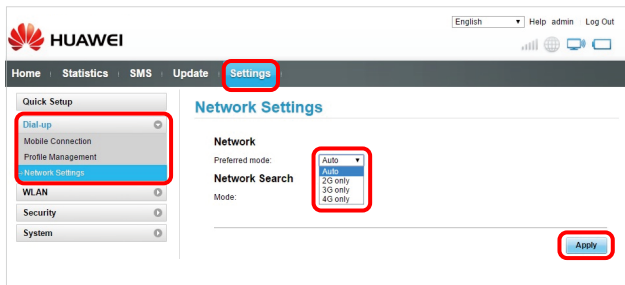 English Help admin Log Out
HUAWEI
Home Statistics SMS Update Settings
Quick Setup
Dial-up
Mobile Connection
Profile Management
Network Settings
WLAN
Security
System
Network Settings
Network
Preferred mode: Auto
Auto
2G only
3G only
4G only
Network Search
Mode:
Apply